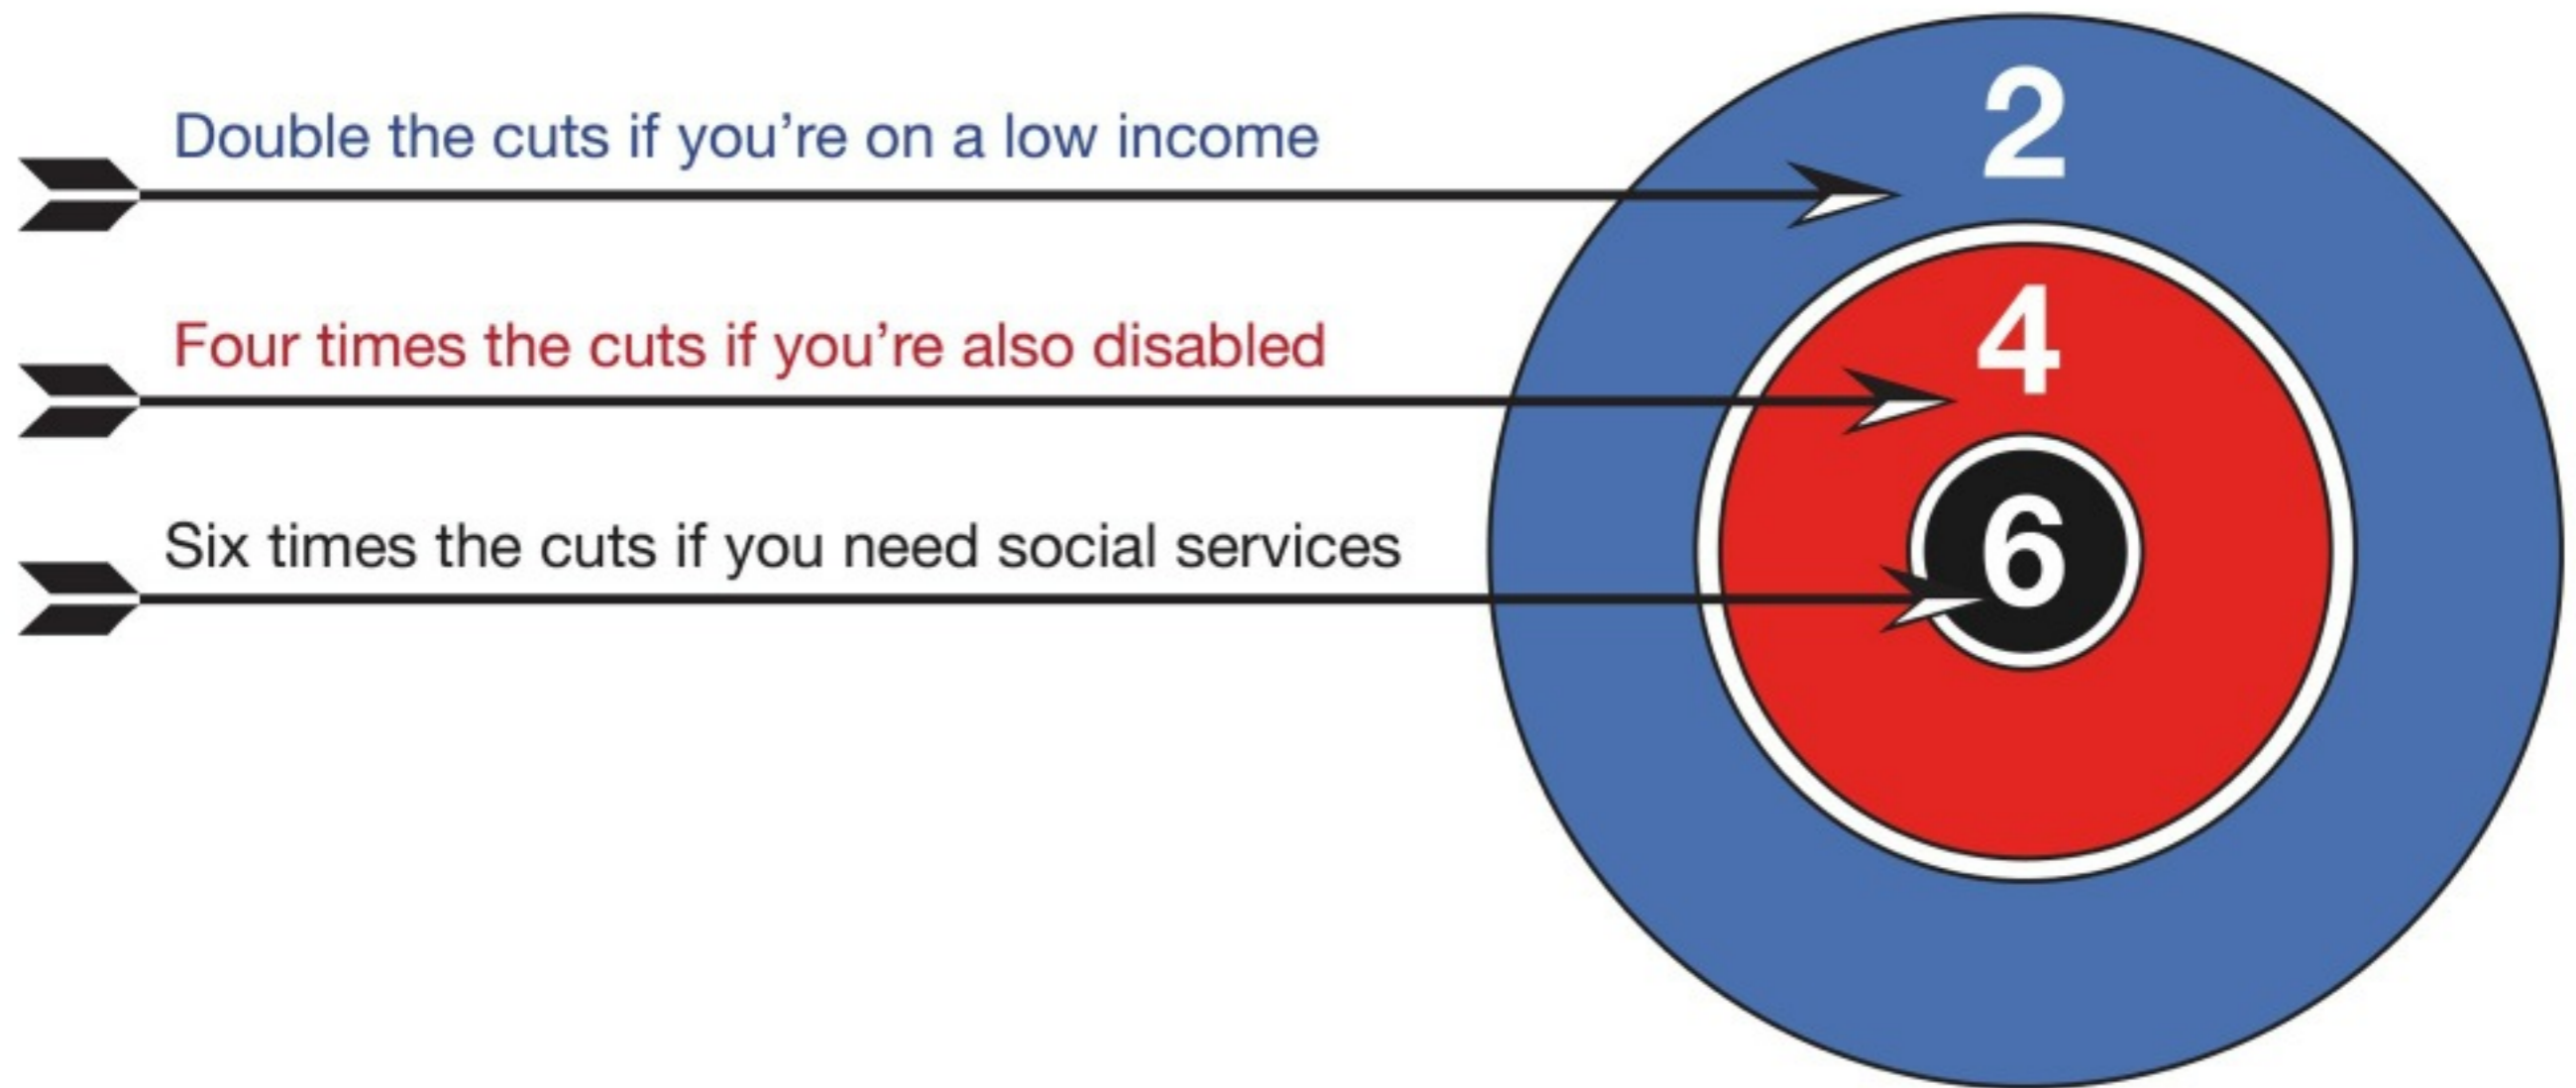 Double the cuts if you’re on a low income
Four times the cuts if you’re also disabled
Six times the cuts if you need social services
2
4
6